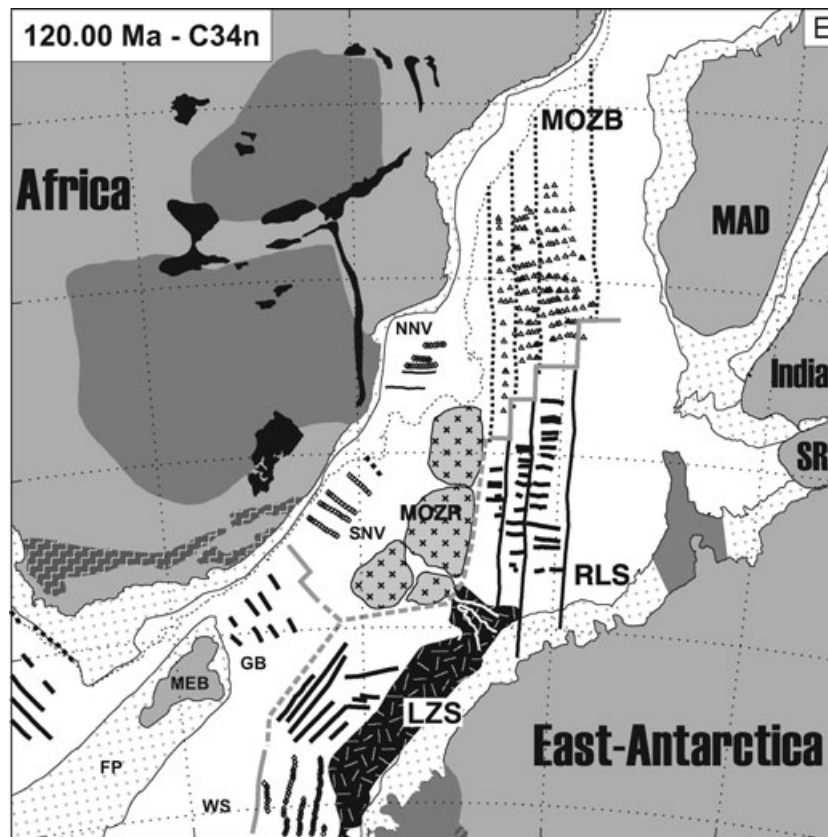 120.00 Ma - C34n
E
MOZB
Africa
MAD
NNV
India
SR
MOZR
SNV
RLS
GB
MEB
LZS
FP
East-Antarctica
WS